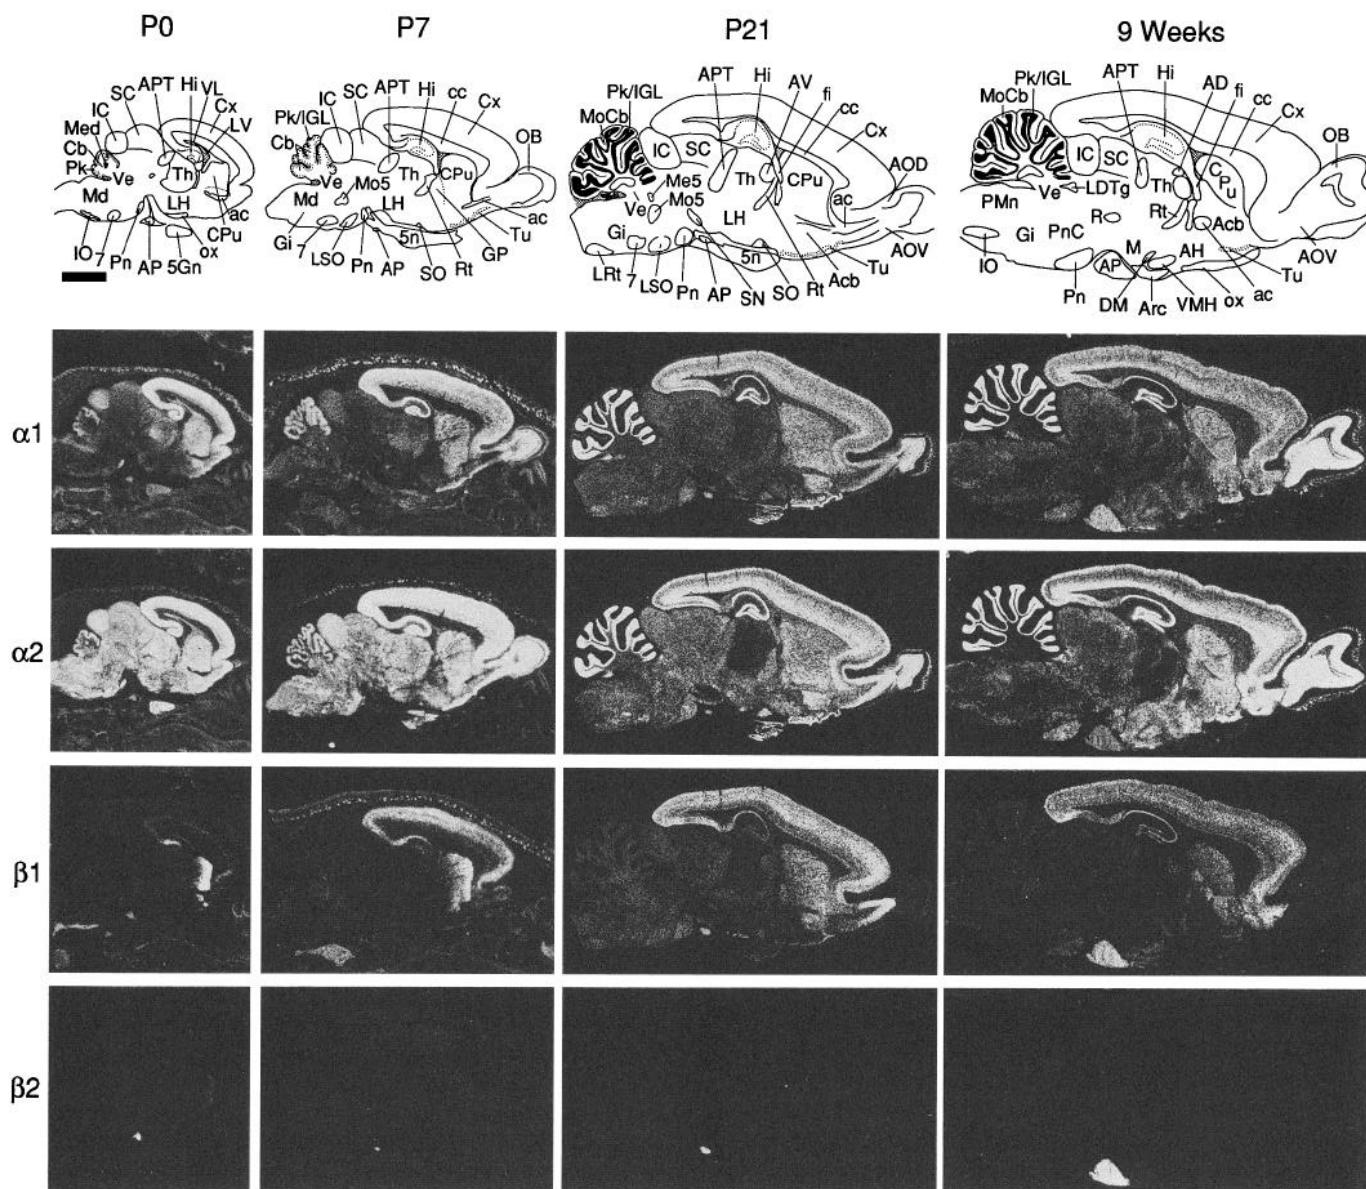 P0 P7 P21 9 Weeks
SC APT Hi VL
IC Cx
Med LV
Cb
Pk Ve Th
Md LH ac
CPu
IO 7 Pn AP 5Gn ox
IC SC APT Hi cc Cx
Pk/IGL OB
Cb
Ve Mo5 Th CPu
Md LH ac
Gi 5n Tu
7 LSO Pn AP SO Rt GP
Pk/IGL APT Hi AV fi cc
MoCb Cx
IC SC AOD
Th CPu
Me5
Ve Mo5 LH ac
Gi 5n AOV
LRt 7 LSO Pn AP SN SO Rt Acb Tu
Pk/IGL APT Hi AD fi cc Cx
MoCb OB
IC SC
Th CPu
Ve LDTg
PMn R Rt Acb
Gi PnC
IO M AH AOV
AP Tu
Pn DM Arc VMH ox ac
α1
α2
β1
β2